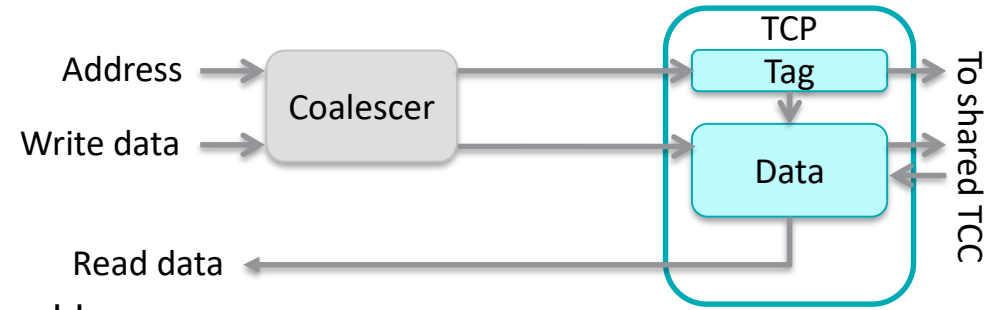 TCP
Address
Tag
Coalescer
Write data
Data
To shared TCC
Read data